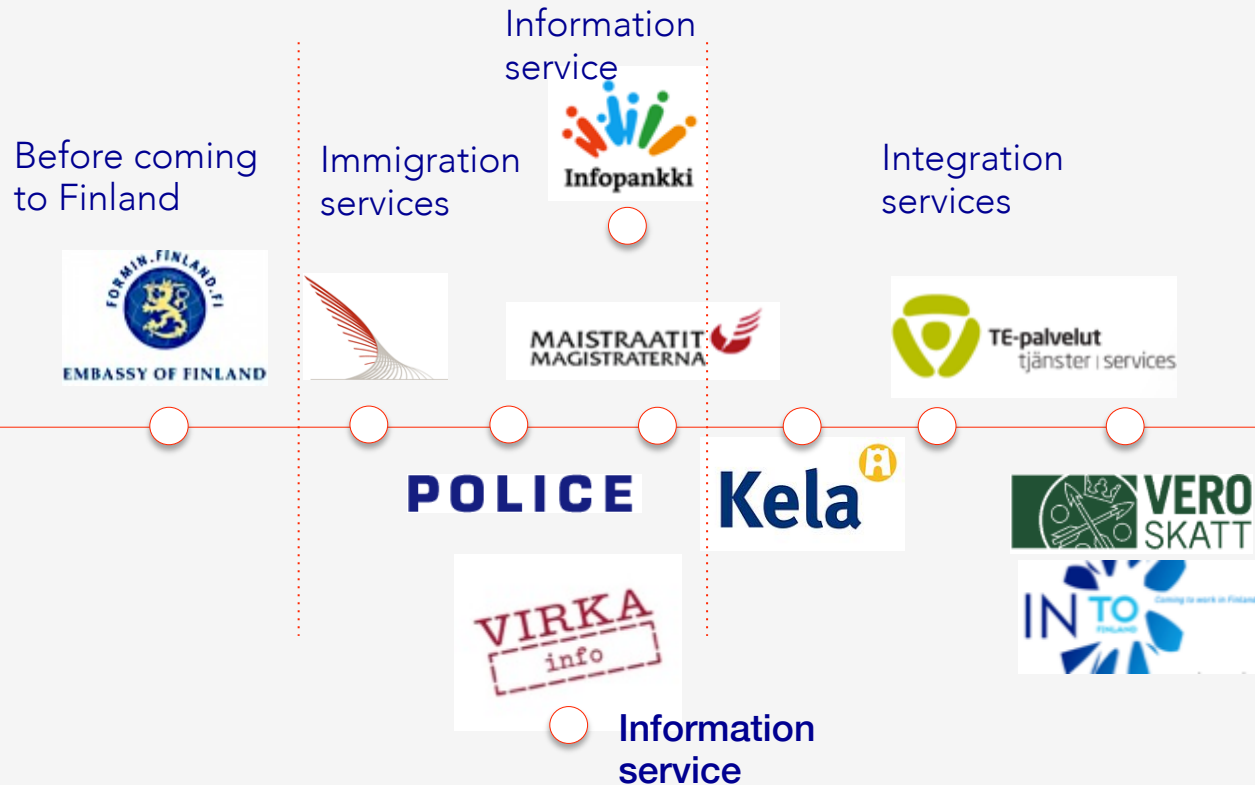 Information
service
Infopankki
Before coming
to Finland
Immigration
services
Integration
services
FORMIN.FINLAND.FI
EMBASSY OF FINLAND
MAISTRAATIT
MAGISTRATERNA
TE-palvelut
tjänster | services
POLICE
Kela
VERO
SKATT
VIRKA
info
IN TO
FINLAND
Coming to work in Finland
Information
service